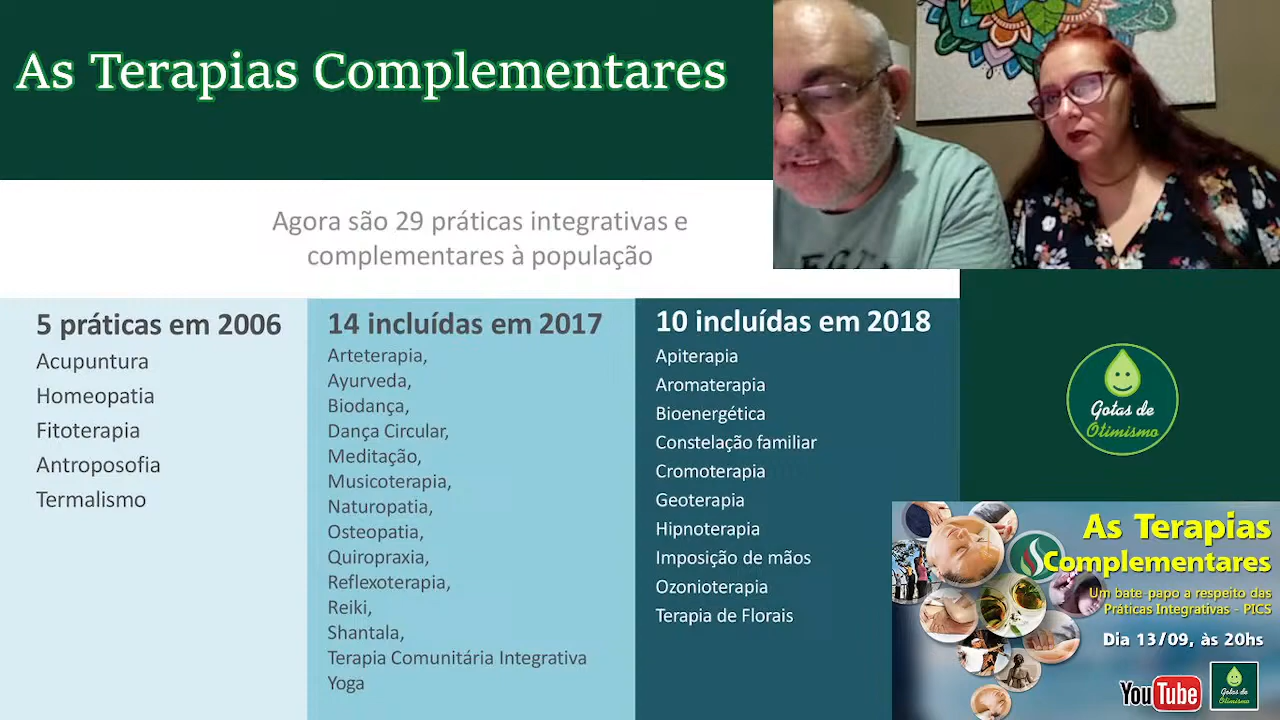 As Terapias Complementares
Agora são 29 práticas integrativas e
complementares à população
5 práticas em 2006
Acupuntura
Homeopatia
Fitoterapia
Antroposofia
Termalismo
14 incluídas em 2017
Arteterapia,
Ayurveda,
Biodança,
Dança Circular,
Meditação,
Musicoterapia,
Naturopatia,
Osteopatia,
Quiropraxia,
Reflexoterapia,
Reiki,
Shantala,
Terapia Comunitária Integrativa
Yoga
10 incluídas em 2018
Apiterapia
Aromaterapia
Bioenergética
Constelação familiar
Cromoterapia
Geoterapia
Hipnoterapia
Imposição de mãos
Ozonioterapia
Terapia de Florais
Gotas de
Otimismo
As Terapias
Complementares
Um bate-papo a respeito das
Práticas Integrativas - PICS
Dia 13/09, às 20hs
YouTube
Gotas de
Otimismo